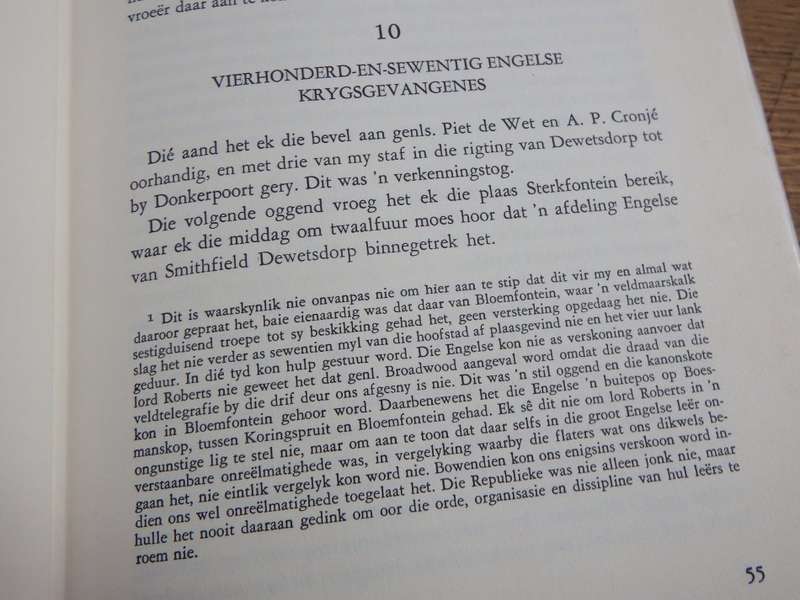 vroeër daar aan te
10
VIERHONDERD-EN-SEWENTIG ENGELSE
KRYGSGEVANGENES
Dié aand het ek die bevel aan genls. Piet de Wet en A. P. Cronjé
oorhandig, en met drie van my staf in die rigting van Dewetsdorp tot
by Donkerpoort gery. Dit was 'n verkenningstog.
Die volgende oggend vroeg het ek die plaas Sterkfontein bereik,
waar ek die middag om twaalfuur moes hoor dat 'n afdeling Engelse
van Smithfield Dewetsdorp binnegetrek het.
1 Dit is waarskynlik nie onvanpas nie om hier aan te stip dat dit vir my en almal wat
daaroor gepraat het, baie eienaardig was dat daar van Bloemfontein, waar 'n veldmaarskalk
sestigduisend troepe tot sy beskikking gehad het, geen versterking opgedaag het nie. Die
slag het nie verder as sewentien myl van die hoofstad af plaasgevind nie en het vier uur lank
geduur. In dié tyd kon hulp gestuur word. Die Engelse kon nie as verskoning aanvoer dat
lord Roberts nie geweet het dat genl. Broadwood aangeval word omdat die draad van die
veldtelegrafie by die drif deur ons afgesny is nie. Dit was 'n stil oggend en die kanonskote
kon in Bloemfontein gehoor word. Daarbenewens het die Engelse 'n buitepos op Boes-
manskop, tussen Koringspruit en Bloemfontein gehad. Ek sê dit nie om lord Roberts in 'n
ongunstige lig te stel nie, maar om aan te toon dat daar selfs in die groot Engelse leër on-
verstaanbare onreëlmatighede was, in vergelyking waarby die flaters wat ons dikwels be-
gaan het, nie eintlik vergelyk kon word nie. Bowendien kon ons enigsins verskoon word in-
dien ons wel onreëlmatighede toegelaat het. Die Republieke was nie alleen jonk nie, maar
hulle het nooit daaraan gedink om oor die orde, organisasie en dissipline van hul leërs te
roem nie.
55